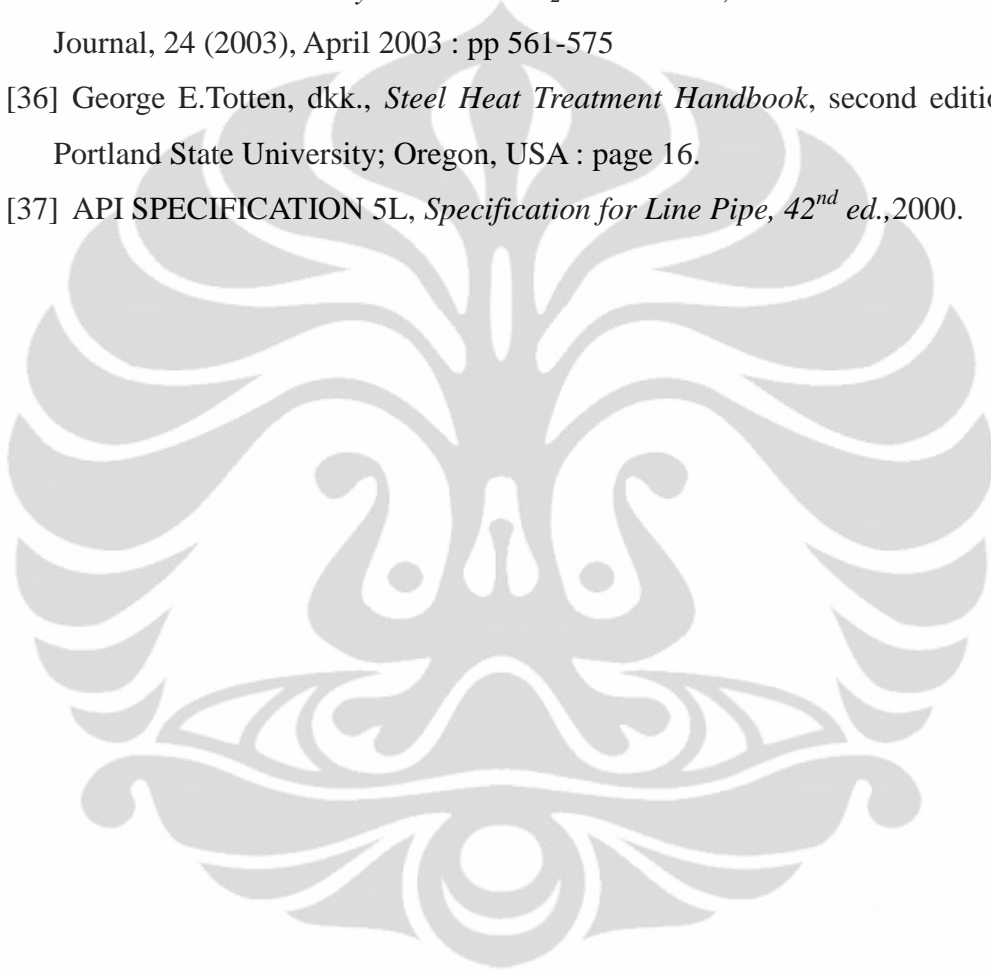 Journal, 24 (2003), April 2003 : pp 561-575
[36] George E.Totten, dkk., Steel Heat Treatment Handbook, second
Portland State University; Oregon, USA : page 16.
[37] API SPECIFICATION 5L, Specification for Line Pipe, 42nd ed.,2000.